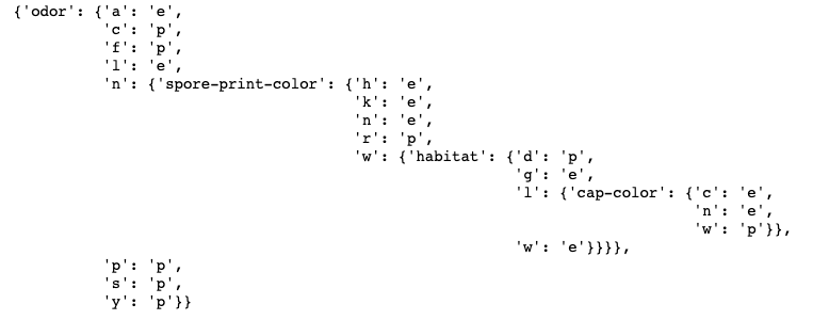 {'odor': {'a': 'e',
'c': 'p',
'f': 'p',
'l': 'e',
'n': {'spore-print-color': {'h': 'e',
'k': 'e',
'n': 'e',
'r': 'p',
'w': {'habitat': {'d': 'p',
'g': 'e',
'l': {'cap-color': {'c': 'e',
'n': 'e',
'w': 'p'}},
'w': 'e'}}}},
'p': 'p',
's': 'p',
'y': 'p'}}